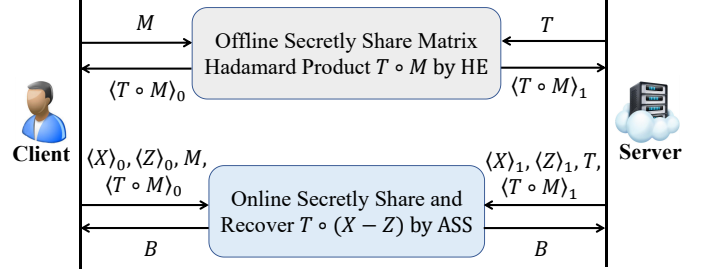 M
T
Offline Secretly Share Matrix
Hadamard Product T ∘ M by HE
⟨T ∘ M⟩₀
⟨T ∘ M⟩₁
Client
Server
⟨X⟩₀, ⟨Z⟩₀, M,
⟨T ∘ M⟩₀
⟨X⟩₁, ⟨Z⟩₁, T,
⟨T ∘ M⟩₁
Online Secretly Share and
Recover T ∘ (X − Z) by ASS
B
B